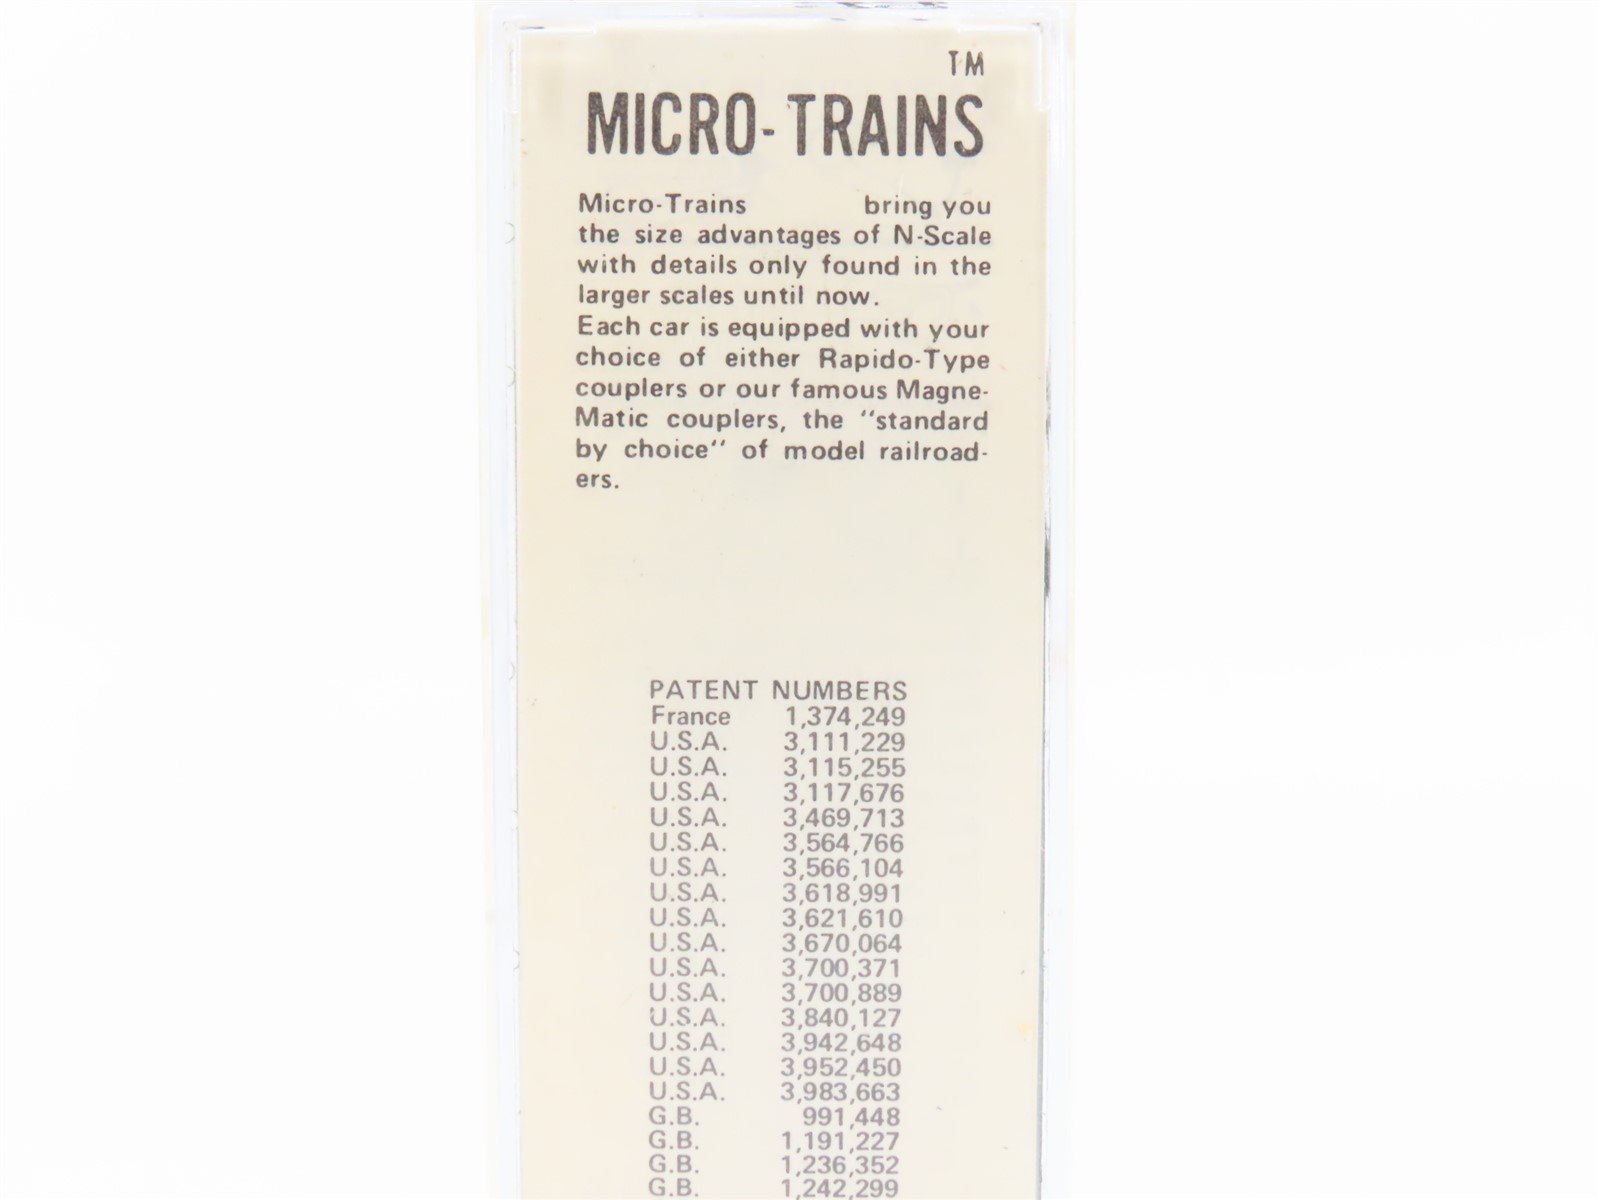 TM
MICRO-TRAINS
Micro-Trains bring you
the size advantages of N-Scale
with details only found in the
larger scales until now.
Each car is equipped with your
choice of either Rapido-Type
couplers or our famous Magne-
Matic couplers, the "standard
by choice" of model railroad-
ers.
PATENT NUMBERS
France 1,374,249
U.S.A. 3,111,229
U.S.A. 3,115,255
U.S.A. 3,117,676
U.S.A. 3,469,713
U.S.A. 3,564,766
U.S.A. 3,566,104
U.S.A. 3,618,991
U.S.A. 3,621,610
U.S.A. 3,670,064
U.S.A. 3,700,371
U.S.A. 3,700,889
U.S.A. 3,840,127
U.S.A. 3,942,648
U.S.A. 3,952,450
U.S.A. 3,983,663
G.B. 991,448
G.B. 1,191,227
G.B. 1,236,352
G.B. 1,242,299